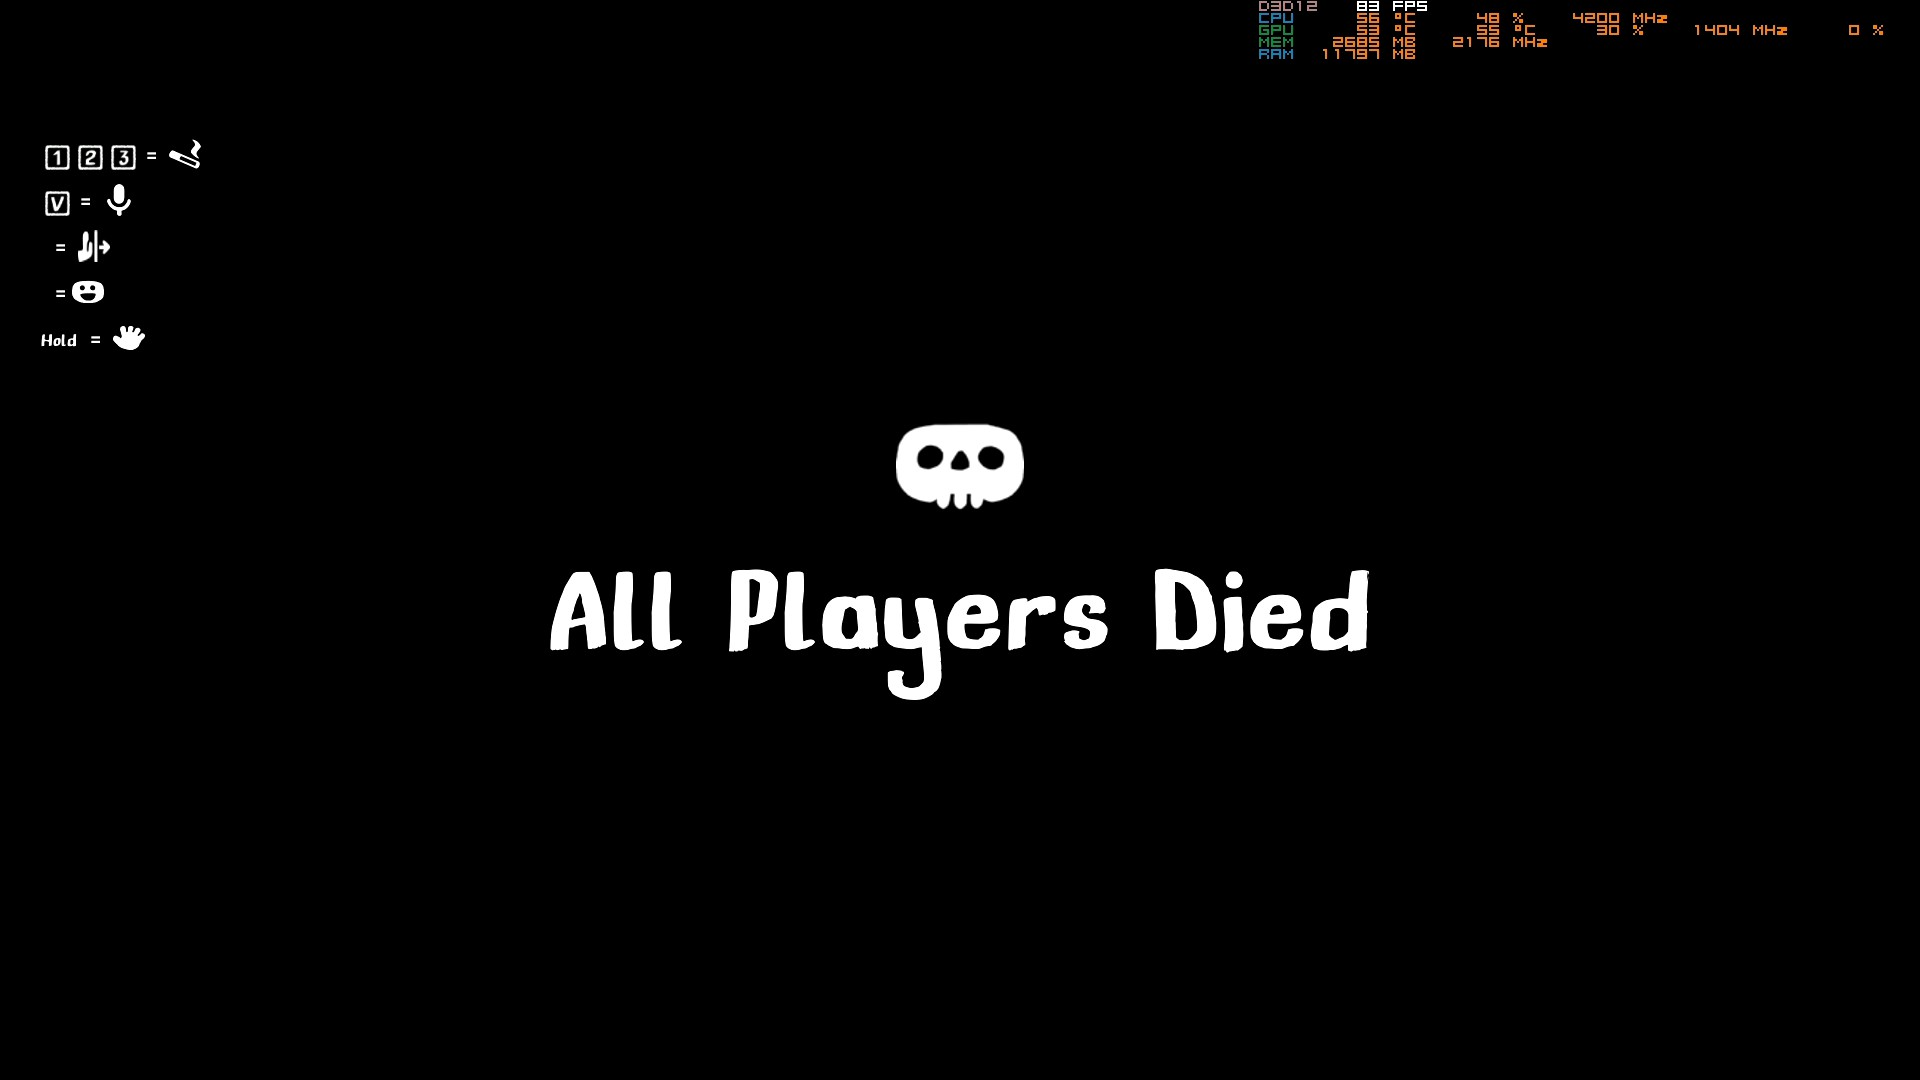 D3D12 83 FPS
CPU 56 °C 48 % 4200 MHz
GPU 53 °C 55 °C 30 % 1404 MHz 0 %
MEM 2685 MB 2176 MHz
RAM 11797 MB
1 2 3 =
V =
=
=
Hold =
All Players Died